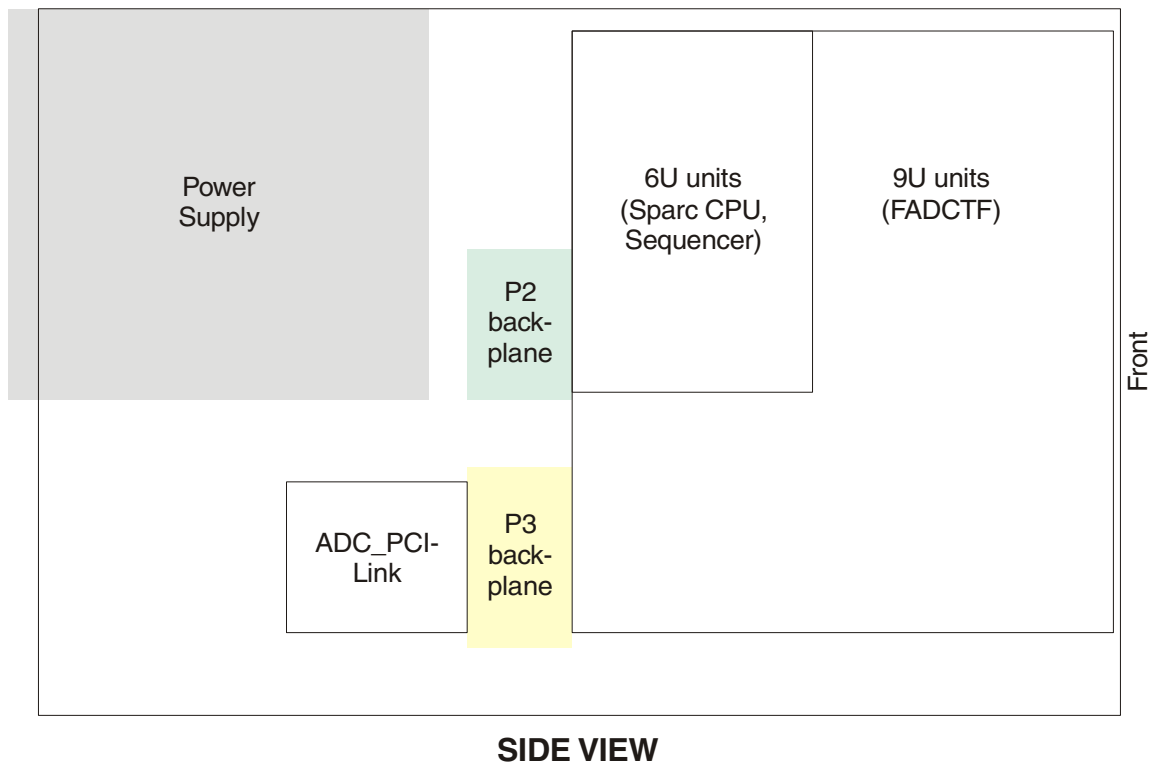 Power
Supply
6U units
(Sparc CPU,
Sequencer)
9U units
(FADCTF)
P2
back-
plane
Front
ADC_PCI-
Link
P3
back-
plane
SIDE VIEW